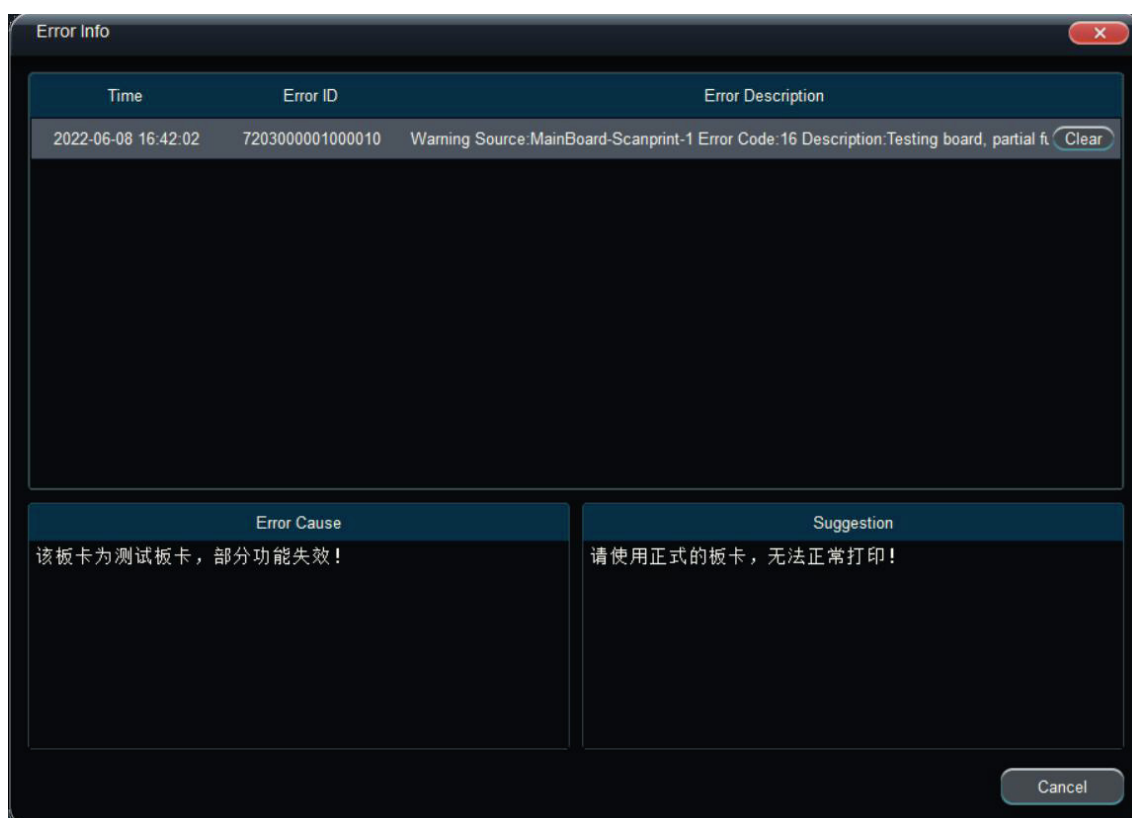 Error Info
Time Error ID Error Description
2022-06-08 16:42:02 7203000001000010 Warning Source:MainBoard-Scanprint-1 Error Code:16 Description:Testing board, partial Clear
Error Cause Suggestion
该板卡为测试板卡，部分功能失效！ 请使用正式的板卡，无法正常打印！
Cancel